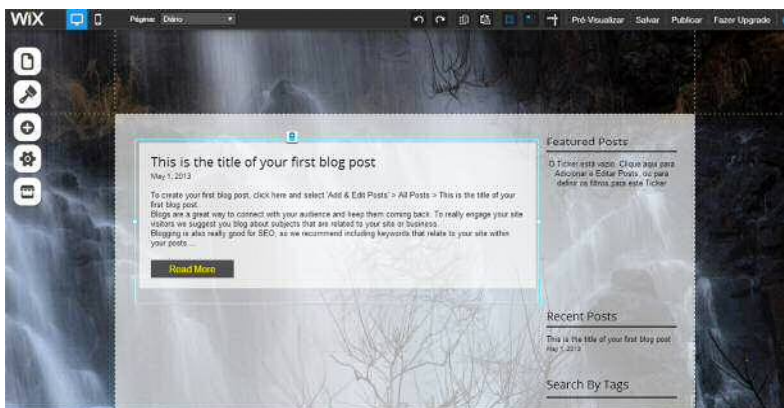 WiX
Página: Diário
Pré-Visualizar Salvar Publicar Fazer Upgrade
This is the title of your first blog post
May 1, 2013
To create your first blog post, click here and select 'Add & Edit Posts' > All Posts > This is the title of your
first blog post.
Blogs are a great way to connect with your audience and keep them coming back. To really engage your site
visitors we suggest you blog about subjects that are related to your site or business.
Blogging is also really good for SEO, so we recommend including keywords that relate to your site within
your posts....
Read More
Featured Posts
O Ticker está vazio. Clique aqui para
Adicionar e Editar Posts, ou para
definir os filtros para este Ticker
Recent Posts
This is the title of your first blog post
May 1, 2013
Search By Tags